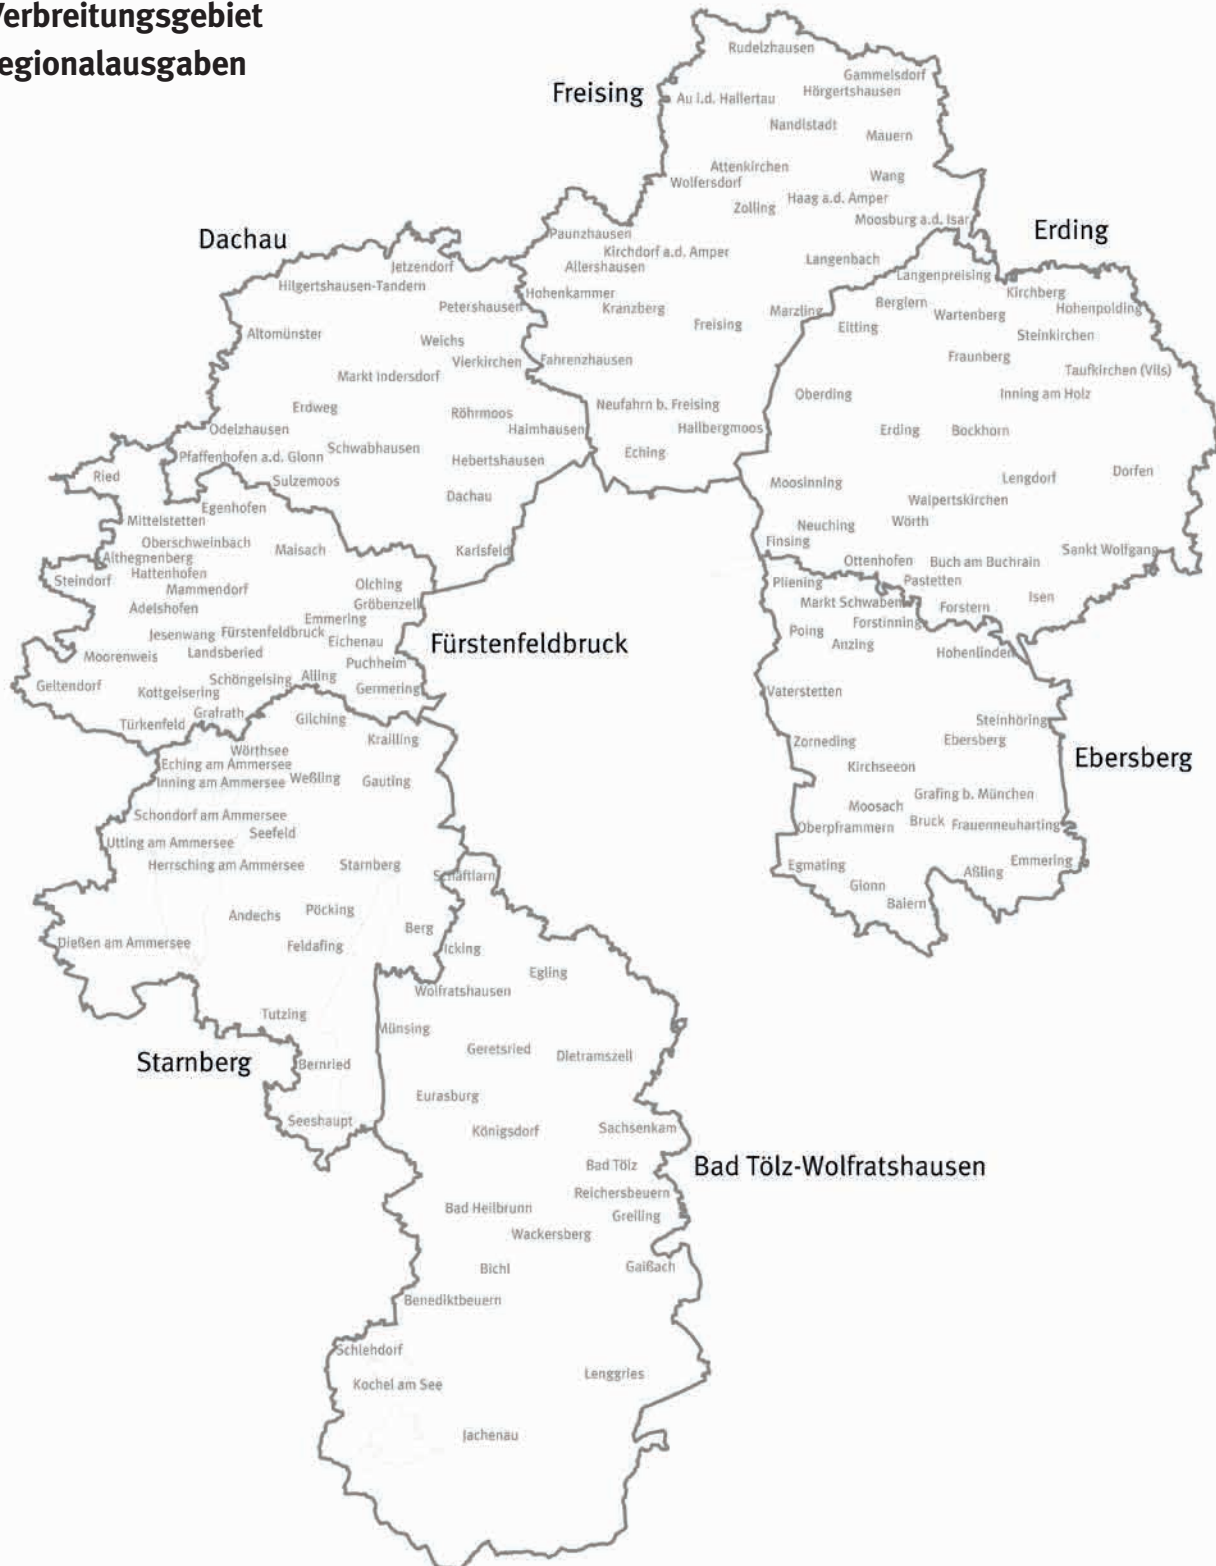 Verbreitungsgebiet
egionalausgaben
Freising
Rudelzhausen
Gammelsdorf
Hörgertshausen
Au i.d. Hallertau
Nandlstadt
Mauern
Attenkirchen
Wolfersdorf
Wang
Haag a.d. Amper
Zolling
Moosburg a.d. Isar
Paunzhausen
Kirchdorf a.d. Amper
Allershausen
Langenbach
Hohenkammer
Kranzberg
Marzling
Freising
Fahrenzhausen
Neufahrn b. Freising
Hallbergmoos
Eching
Dachau
Jetzendorf
Hilgertshausen-Tandern
Petershausen
Altomünster
Weichs
Vierkirchen
Markt Indersdorf
Erdweg
Röhrmoos
Odelzhausen
Haimhausen
Schwabhausen
Pfaffenhofen a.d. Glonn
Hebertshausen
Sulzemoos
Dachau
Karlsfeld
Erding
Langenpreising
Kirchberg
Hohenpolding
Berglern
Wartenberg
Eitting
Steinkirchen
Fraunberg
Taufkirchen (Vils)
Oberding
Inning am Holz
Erding
Bockhorn
Dorfen
Lengdorf
Moosinning
Walpertskirchen
Wörth
Neuching
Finsing
Sankt Wolfgang
Ottenhofen
Buch am Buchrain
Pastetten
Isen
Forstern
Fürstenfeldbruck
Ried
Egenhofen
Mittelstetten
Oberschweinbach
Maisach
Althegnenberg
Hattenhofen
Steindorf
Mammendorf
Olching
Adelshofen
Gröbenzell
Emmering
Jesenwang
Fürstenfeldbruck
Eichenau
Moorenweis
Landsberied
Puchheim
Geltendorf
Schöngeising
Alling
Kottgeisering
Germering
Grafrath
Türkenfeld
Ebersberg
Pliening
Markt Schwaben
Forstinning
Poing
Anzing
Hohenlinden
Vaterstetten
Steinhöring
Zorneding
Ebersberg
Kirchseeon
Grafing b. München
Moosach
Bruck
Oberpframmern
Frauenneuharting
Egmating
Emmering
Aßling
Glonn
Baiern
Starnberg
Gilching
Krailling
Wörthsee
Eching am Ammersee
Inning am Ammersee
Weßling
Gauting
Schondorf am Ammersee
Seefeld
Utting am Ammersee
Herrsching am Ammersee
Starnberg
Andechs
Pöcking
Berg
Dießen am Ammersee
Feldafing
Tutzing
Bernried
Seeshaupt
Bad Tölz-Wolfratshausen
Schäftlarn
Icking
Egling
Wolfratshausen
Münsing
Geretsried
Dietramszell
Eurasburg
Königsdorf
Sachsenkam
Bad Tölz
Reichersbeuern
Bad Heilbrunn
Greiling
Wackersberg
Bichl
Gaißach
Benediktbeuern
Schlehdorf
Lenggries
Kochel am See
Jachenau